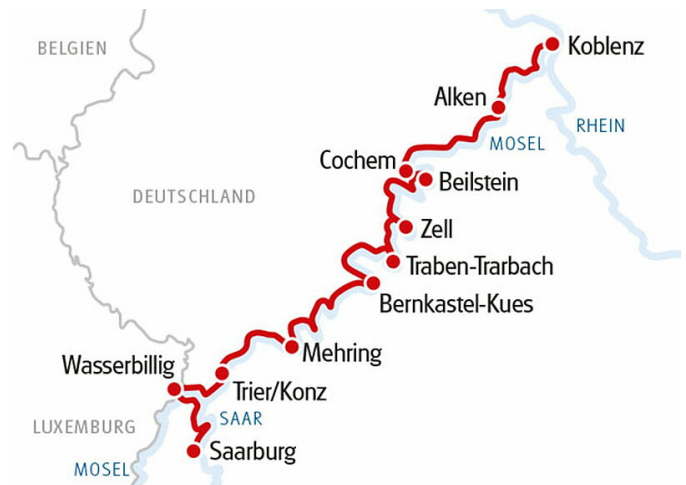 BELGIEN
Koblenz
Alken
RHEIN
MOSEL
Cochem
Beilstein
DEUTSCHLAND
Zell
Traben-Trarbach
Bernkastel-Kues
Mehring
Wasserbillig
Trier/Konz
SAAR
LUXEMBURG
Saarburg
MOSEL